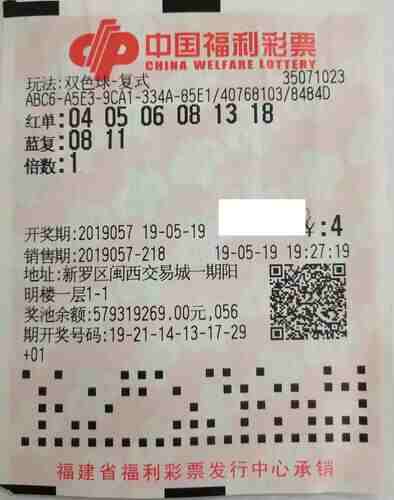 中国福利彩票
CHINA WELFARE LOTTERY
玩法:双色球-复式 35071023
ABC6-A5E3-9CA1-334A-85E1/40768103/8484D
红单:04 05 06 08 13 18
蓝复:08 11
倍数:1
开奖期:2019057 19-05-19 ¥:4
销售期:2019057-218 19-05-19 19:27:19
地址:新罗区闽西交易城一期阳
明楼一层1-1
奖池余额:579319269.00元,056
期开奖号码:19-21-14-13-17-29
+01
福建省福利彩票发行中心承销